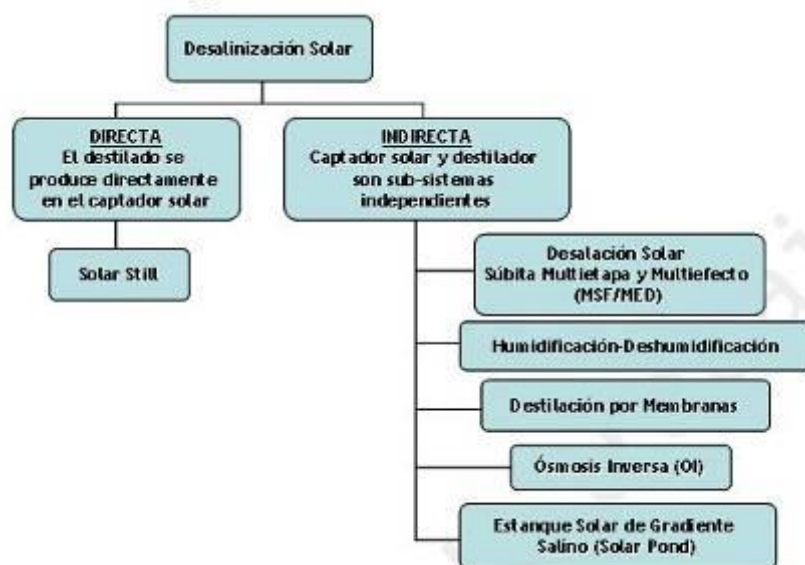 Desalinización Solar
DIRECTA
El destilado se
produce directamente
en el captador solar
INDIRECTA
Captador solar y destilador
son sub-sistemas
independientes
Solar Still
Desalación Solar
Súbita Multietapa y Multiefecto
(MSF/MED)
Humidificación-Deshumidificación
Destilación por Membranas
Ósmosis Inversa (OI)
Estanque Solar de Gradiente
Salino (Solar Pond)